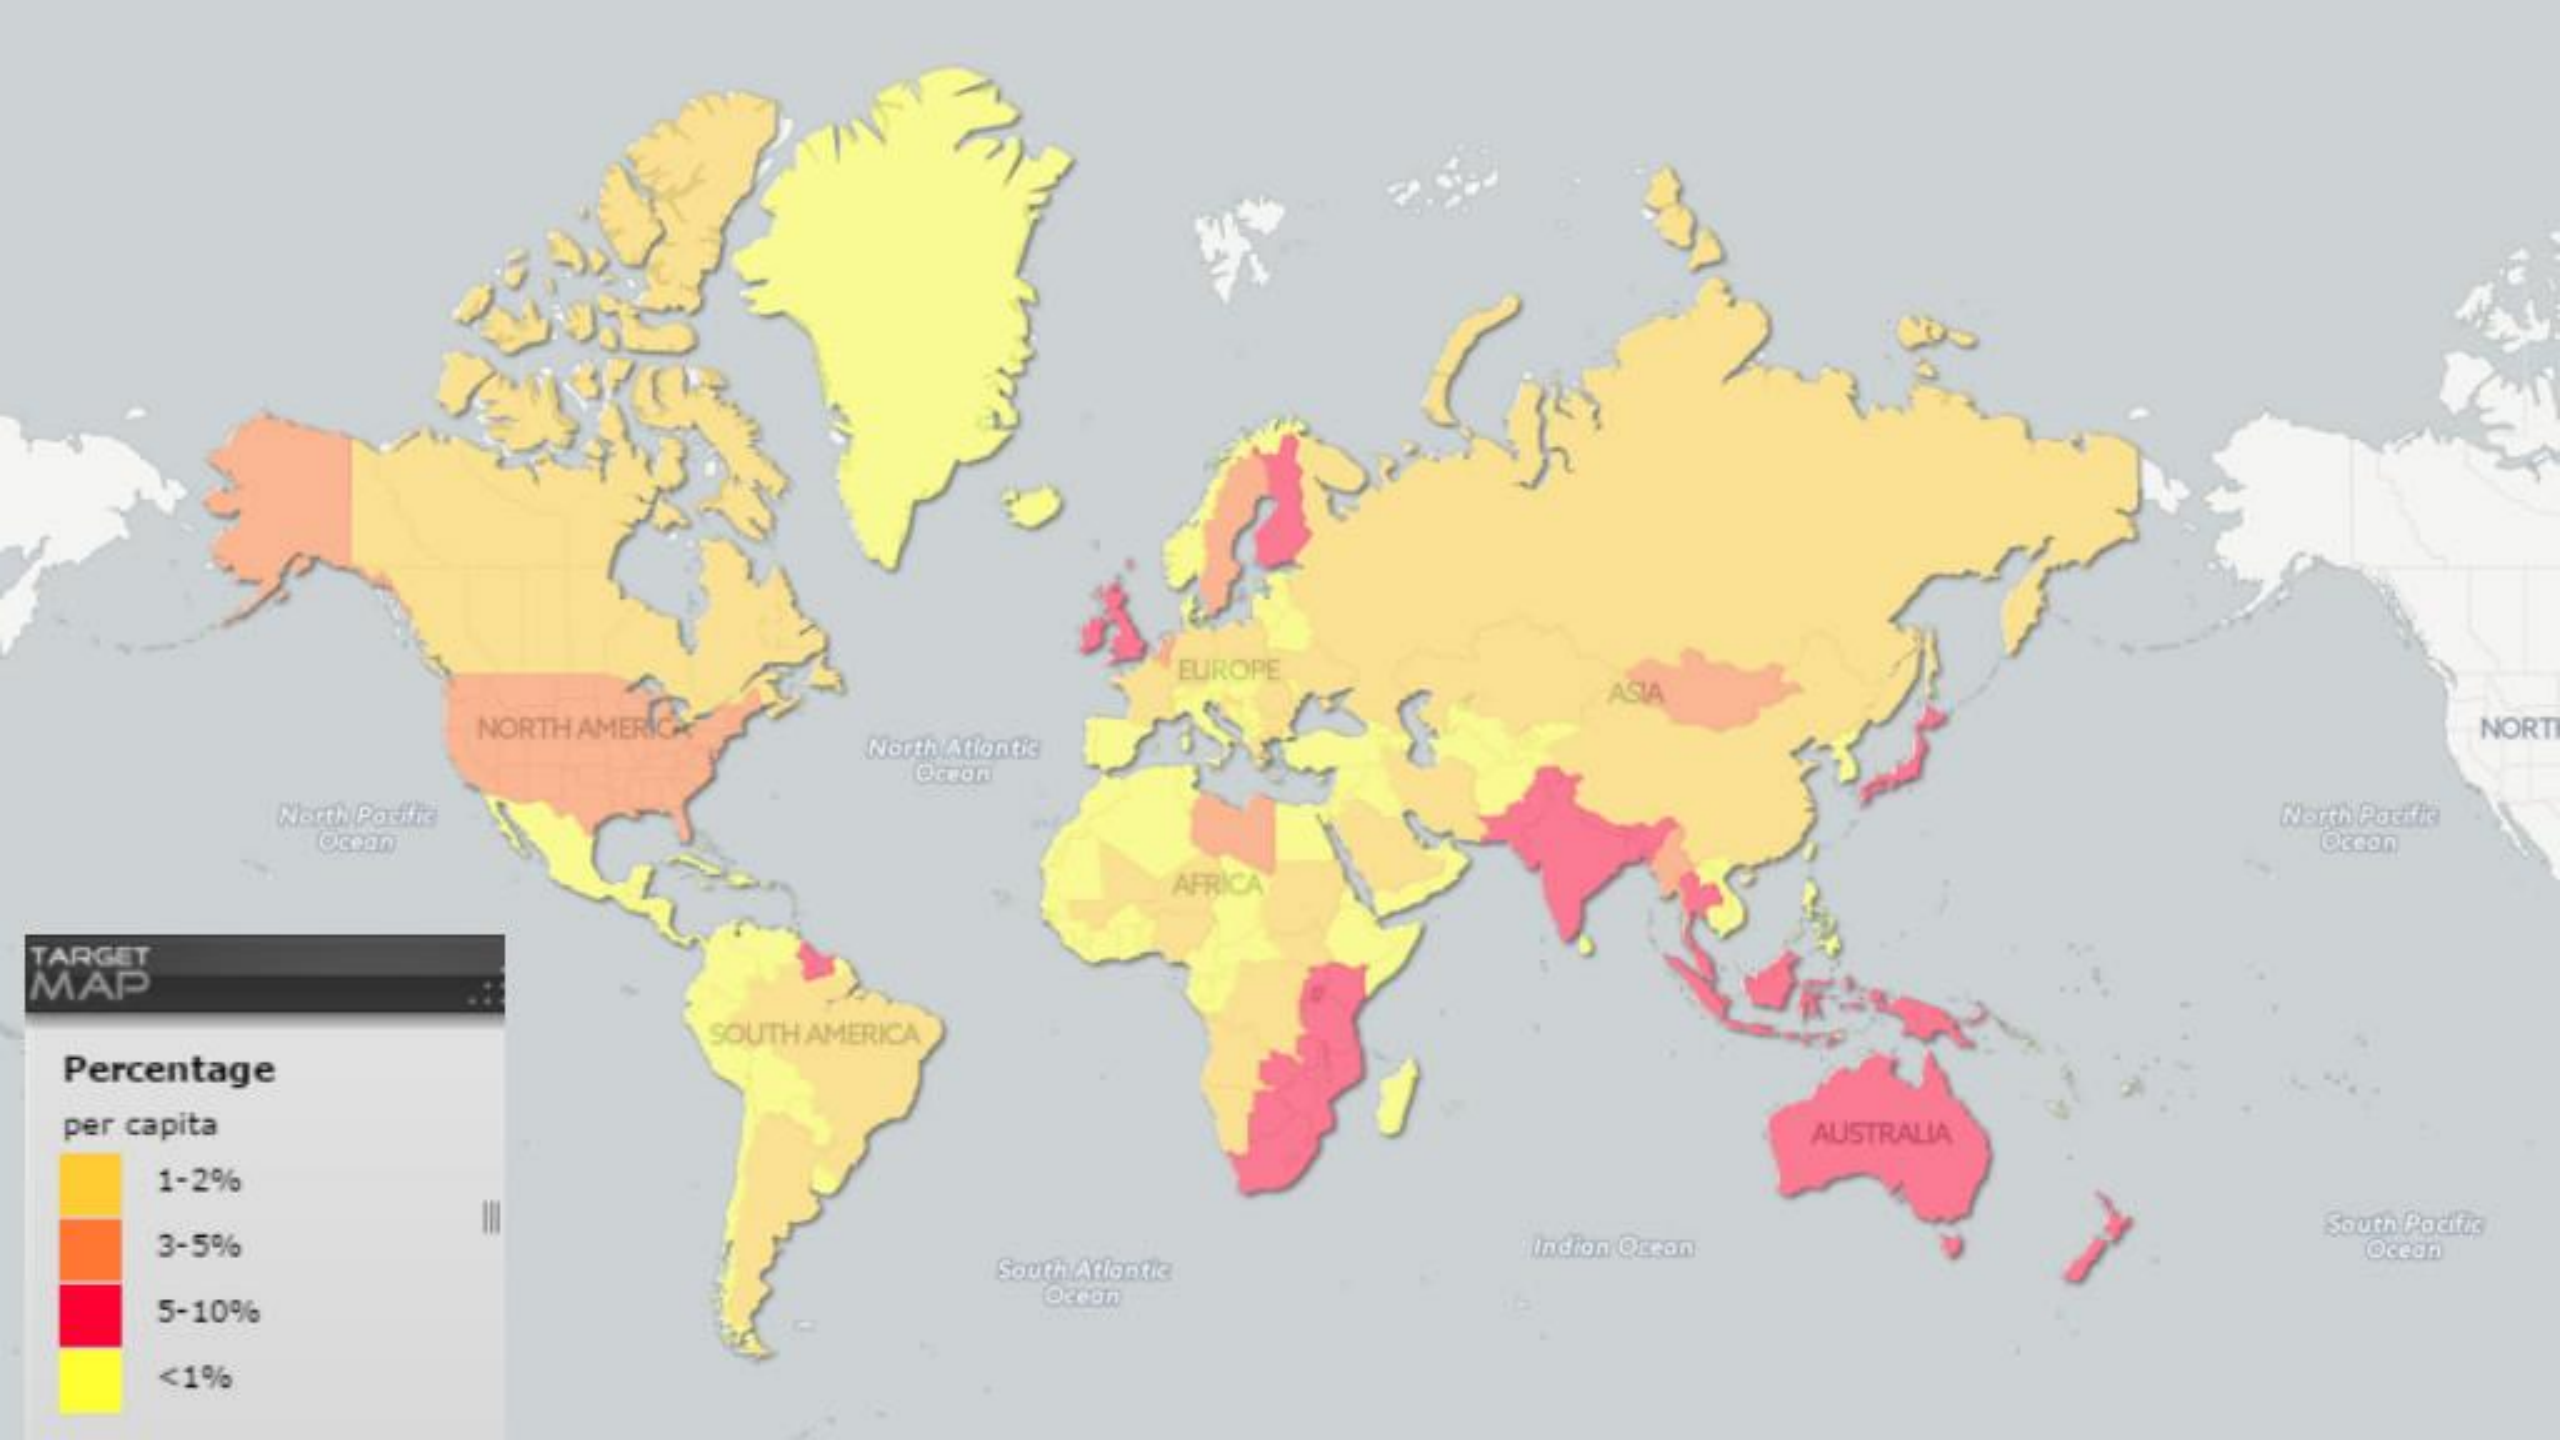 EUROPE
ASIA
NORTH AMERICA
NORTH
North Atlantic
Ocean
North Pacific
Ocean
North Pacific
Ocean
AFRICA
TARGET
MAP
SOUTH AMERICA
Percentage
per capita
AUSTRALIA
1-2%
3-5%
5-10%
<1%
South Atlantic
Ocean
Indian Ocean
South Pacific
Ocean